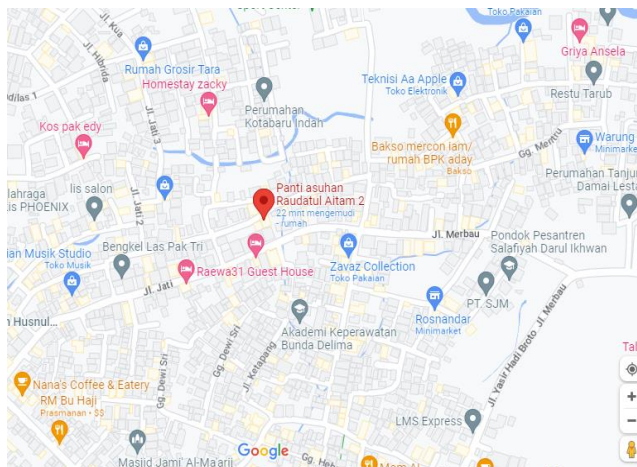 Toko Pakaian
Jl. Kua
Jl. Hibrida
Rumah Grosir Tara
Homestay zacky
Teknisi Aa Apple
Toko Elektronik
Griya Ansela
Restu Tarub
Perumahan
Kotabaru Indah
Jl. Jati 3
Kos pak edy
Bakso mercon iam/
rumah BPK aday
Bakso
Gg. Mentru
Warung
Minimarket
Perumahan Tanjun
Damai Lesta
lis salon
Jl. Jati 2
Panti asuhan
Raudatul Aitam 2
22 mnt mengemudi
- rumah
Jl. Merbau
Pondok Pesantren
Salafiyah Darul Ikhwan
Bengkel Las Pak Tri
an Musik Studio
Toko Musik
Raewa31 Guest House
Zavaz Collection
Toko Pakaian
PT. SJM
Jl. Jati
Rosnandar
Minimarket
n Husnul...
Akademi Keperawatan
Bunda Delima
Gg. Dewi Sri
Jl. Ketapang
Gg. Dewi Sri
Jl. Yasir Hadi Broto
Jl. Merbau
Nana's Coffee & Eatery
RM Bu Haji
Prasmanan • $$
LMS Express
Google
Masjid Jami' Al-Ma'arij